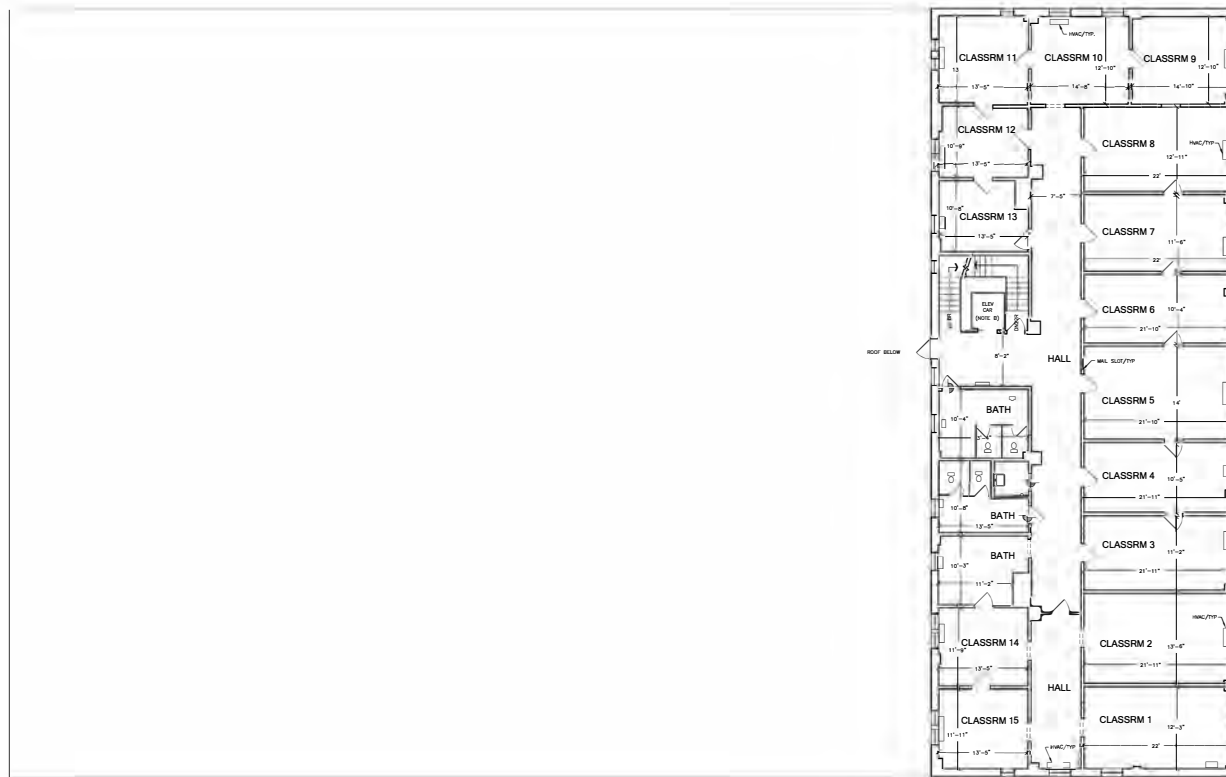 HVAC/TYP.
CLASSRM 11
CLASSRM 10
CLASSRM 9
13
12'-10"
12'-10"
13'-5"
14'-8"
14'-10"
CLASSRM 12
CLASSRM 8
HVAC/TYP
10'-9"
12'-11"
13'-5"
22'
7'-5"
10'-8"
CLASSRM 13
CLASSRM 7
13'-5"
11'-6"
22'
ELEV
CAR
(NOTE B)
CLASSRM 6
10'-4"
21'-10"
ROOF BELOW
8'-2"
HALL
MAIL SLOT/TYP
CLASSRM 5
14'
BATH
10'-4"
21'-10"
CLASSRM 4
10'-5"
21'-11"
10'-8"
BATH
13'-5"
CLASSRM 3
BATH
11'-2"
10'-3"
21'-11"
11'-2"
HVAC/TYP
CLASSRM 14
CLASSRM 2
11'-9"
13'-6"
13'-5"
21'-11"
HALL
CLASSRM 15
CLASSRM 1
12'-3"
11'-11"
HVAC/TYP
22'
13'-5"